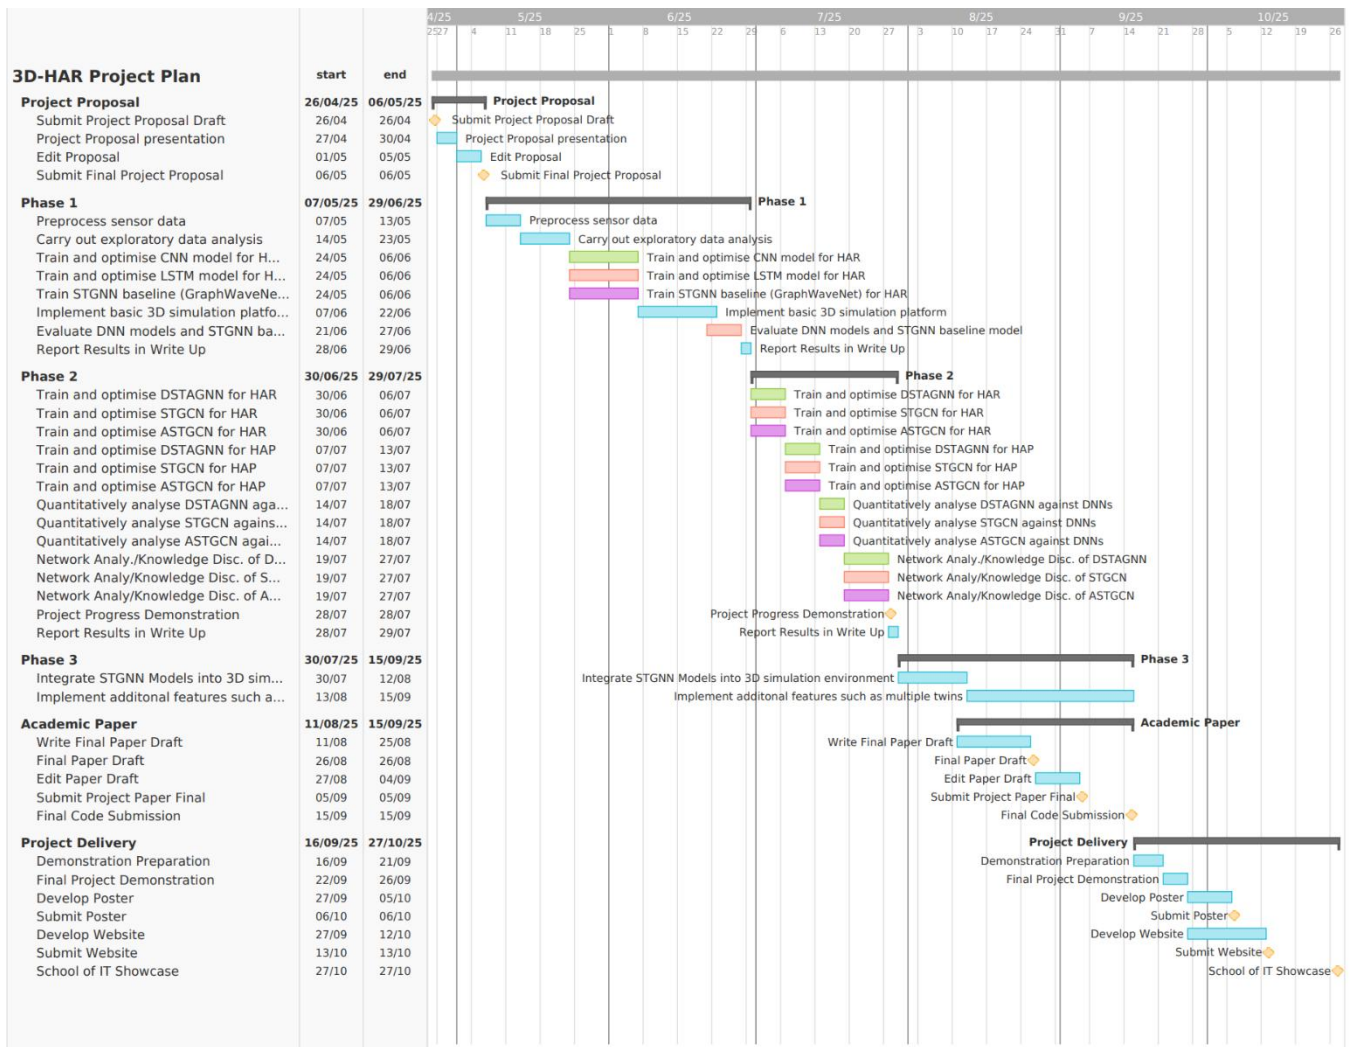 4/25 5/25 6/25 7/25 8/25 9/25 10/25
25 27 4 11 18 25 1 8 15 22 29 6 13 20 27 3 10 17 24 31 7 14 21 28 5 12 19 26
3D-HAR Project Plan start end
Project Proposal 26/04/25 06/05/25 Project Proposal
Submit Project Proposal Draft 26/04 26/04 Submit Project Proposal Draft
Project Proposal presentation 27/04 30/04 Project Proposal presentation
Edit Proposal 01/05 05/05 Edit Proposal
Submit Final Project Proposal 06/05 06/05 Submit Final Project Proposal
Phase 1 07/05/25 29/06/25 Phase 1
Preprocess sensor data 07/05 13/05 Preprocess sensor data
Carry out exploratory data analysis 14/05 23/05 Carry out exploratory data analysis
Train and optimise CNN model for H... 24/05 06/06 Train and optimise CNN model for HAR
Train and optimise LSTM model for H... 24/05 06/06 Train and optimise LSTM model for HAR
Train STGNN baseline (GraphWaveNe... 24/05 06/06 Train STGNN baseline (GraphWaveNet) for HAR
Implement basic 3D simulation platfo... 07/06 22/06 Implement basic 3D simulation platform
Evaluate DNN models and STGNN ba... 21/06 27/06 Evaluate DNN models and STGNN baseline model
Report Results in Write Up 28/06 29/06 Report Results in Write Up
Phase 2 30/06/25 29/07/25 Phase 2
Train and optimise DSTAGNN for HAR 30/06 06/07 Train and optimise DSTAGNN for HAR
Train and optimise STGCN for HAR 30/06 06/07 Train and optimise STGCN for HAR
Train and optimise ASTGCN for HAR 30/06 06/07 Train and optimise ASTGCN for HAR
Train and optimise DSTAGNN for HAP 07/07 13/07 Train and optimise DSTAGNN for HAP
Train and optimise STGCN for HAP 07/07 13/07 Train and optimise STGCN for HAP
Train and optimise ASTGCN for HAP 07/07 13/07 Train and optimise ASTGCN for HAP
Quantitatively analyse DSTAGNN aga... 14/07 18/07 Quantitatively analyse DSTAGNN against DNNs
Quantitatively analyse STGCN agains... 14/07 18/07 Quantitatively analyse STGCN against DNNs
Quantitatively analyse ASTGCN agai... 14/07 18/07 Quantitatively analyse ASTGCN against DNNs
Network Analy./Knowledge Disc. of D... 19/07 27/07 Network Analy./Knowledge Disc. of DSTAGNN
Network Analy/Knowledge Disc. of S... 19/07 27/07 Network Analy/Knowledge Disc. of STGCN
Network Analy/Knowledge Disc. of A... 19/07 27/07 Network Analy/Knowledge Disc. of ASTGCN
Project Progress Demonstration 28/07 28/07 Project Progress Demonstration
Report Results in Write Up 28/07 29/07 Report Results in Write Up
Phase 3 30/07/25 15/09/25 Phase 3
Integrate STGNN Models into 3D sim... 30/07 12/08 Integrate STGNN Models into 3D simulation environment
Implement additonal features such a... 13/08 15/09 Implement additonal features such as multiple twins
Academic Paper 11/08/25 15/09/25 Academic Paper
Write Final Paper Draft 11/08 25/08 Write Final Paper Draft
Final Paper Draft 26/08 26/08 Final Paper Draft
Edit Paper Draft 27/08 04/09 Edit Paper Draft
Submit Project Paper Final 05/09 05/09 Submit Project Paper Final
Final Code Submission 15/09 15/09 Final Code Submission
Project Delivery 16/09/25 27/10/25 Project Delivery
Demonstration Preparation 16/09 21/09 Demonstration Preparation
Final Project Demonstration 22/09 26/09 Final Project Demonstration
Develop Poster 27/09 05/10 Develop Poster
Submit Poster 06/10 06/10 Submit Poster
Develop Website 27/09 12/10 Develop Website
Submit Website 13/10 13/10 Submit Website
School of IT Showcase 27/10 27/10 School of IT Showcase